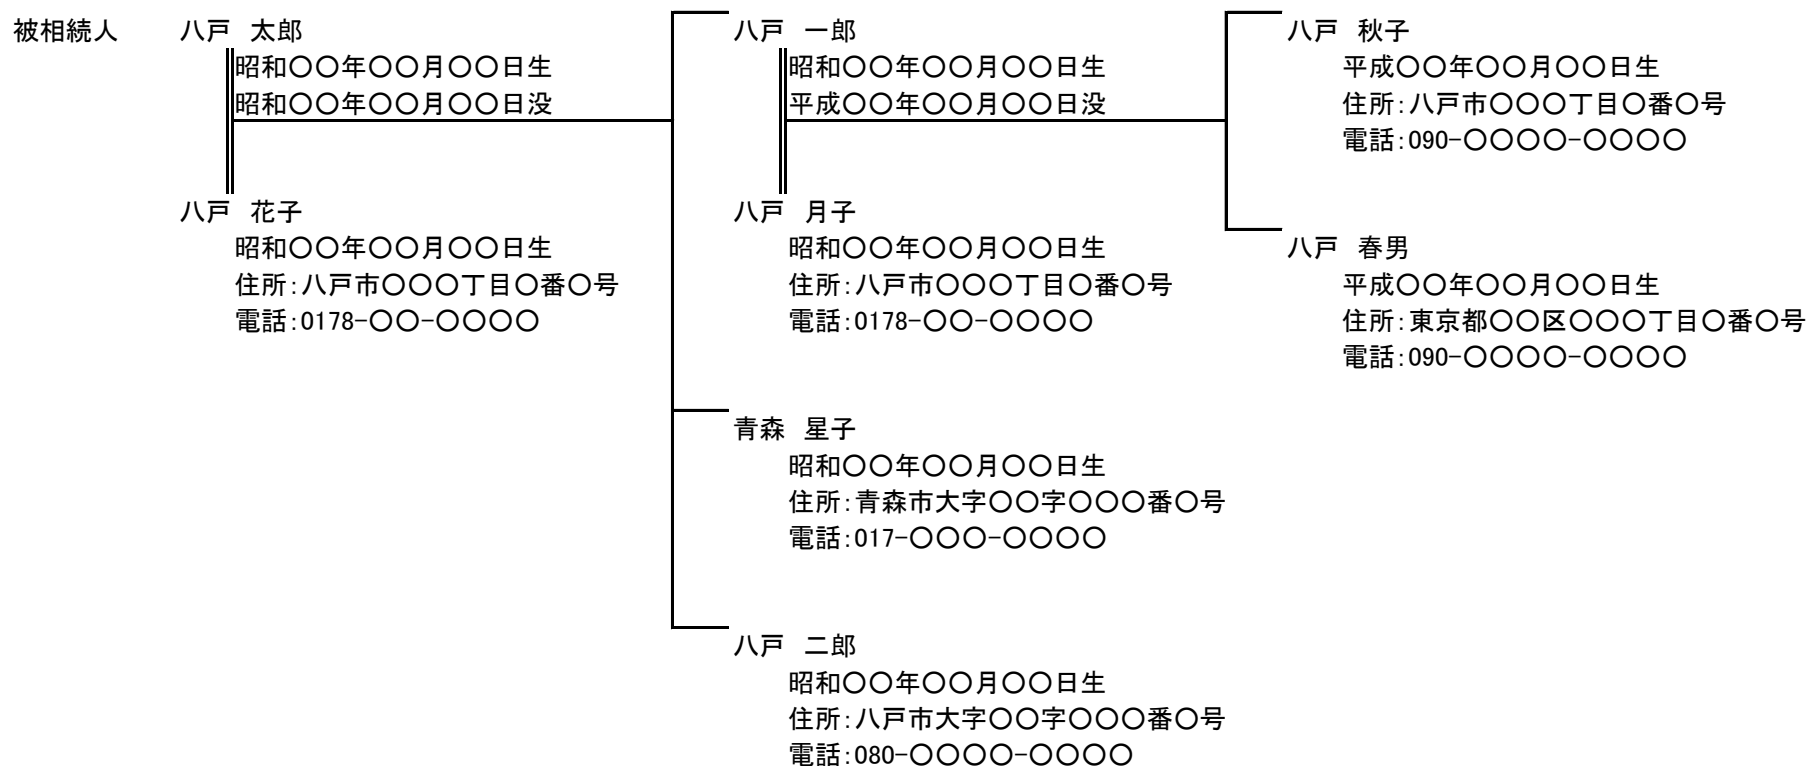 被相続人
八戸 太郎
昭和〇〇年〇〇月〇〇日生
昭和〇〇年〇〇月〇〇日没
八戸 花子
昭和〇〇年〇〇月〇〇日生
住所:八戸市〇〇〇丁目〇番〇号
電話:0178-〇〇-〇〇〇〇
八戸 一郎
昭和〇〇年〇〇月〇〇日生
平成〇〇年〇〇月〇〇日没
八戸 月子
昭和〇〇年〇〇月〇〇日生
住所:八戸市〇〇〇丁目〇番〇号
電話:0178-〇〇-〇〇〇〇
青森 星子
昭和〇〇年〇〇月〇〇日生
住所:青森市大字〇〇字〇〇〇番〇号
電話:017-〇〇〇-〇〇〇〇
八戸 二郎
昭和〇〇年〇〇月〇〇日生
住所:八戸市大字〇〇字〇〇〇番〇号
電話:080-〇〇〇〇-〇〇〇〇
八戸 秋子
平成〇〇年〇〇月〇〇日生
住所:八戸市〇〇〇丁目〇番〇号
電話:090-〇〇〇〇-〇〇〇〇
八戸 春男
平成〇〇年〇〇月〇〇日生
住所:東京都〇〇区〇〇〇丁目〇番〇号
電話:090-〇〇〇〇-〇〇〇〇